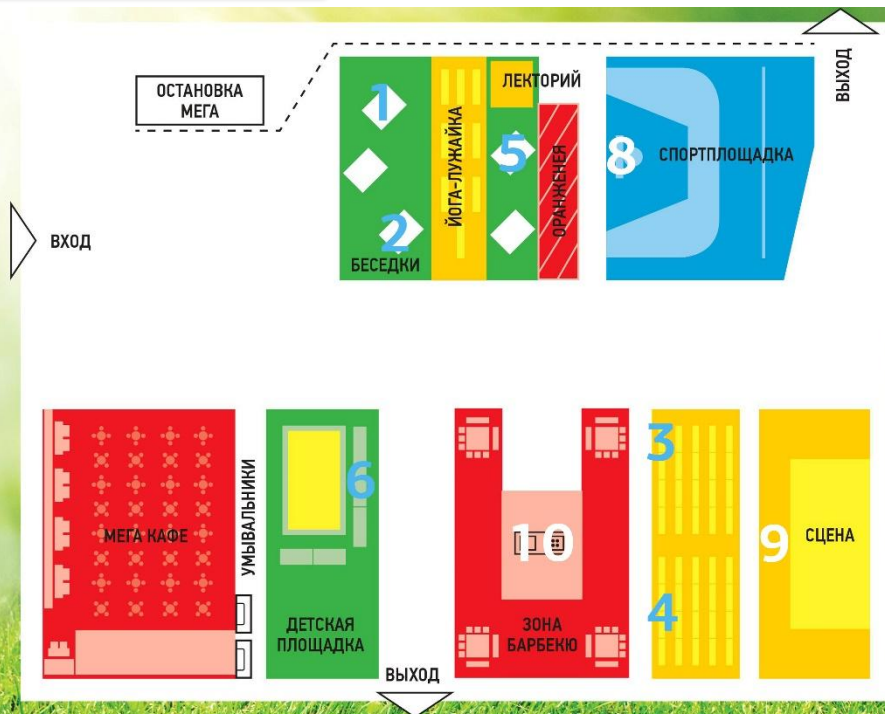 ВЫХОД
ОСТАНОВКА
МЕГА
ЛЕКТОРИЙ
1
ЙОГА-ЛУЖАЙКА
5
ОРАНЖЕНЕЯ
8
СПОРТПЛОЩАДКА
2
ВХОД
БЕСЕДКИ
3
6
МЕГА КАФЕ
УМЫВАЛЬНИКИ
10
9
СЦЕНА
4
ДЕТСКАЯ
ПЛОЩАДКА
ЗОНА
БАРБЕКЮ
ВЫХОД